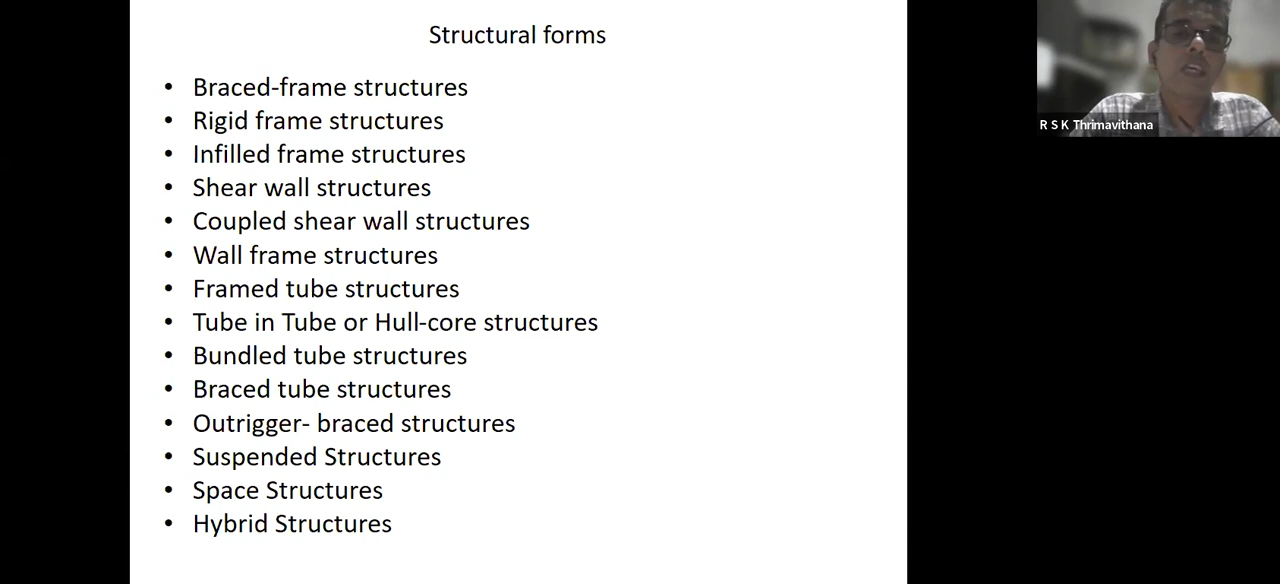 Structural forms
• Braced-frame structures
• Rigid frame structures
• Infilled frame structures
• Shear wall structures
• Coupled shear wall structures
• Wall frame structures
• Framed tube structures
• Tube in Tube or Hull-core structures
• Bundled tube structures
• Braced tube structures
• Outrigger- braced structures
• Suspended Structures
• Space Structures
• Hybrid Structures
R S K Thrimavithana